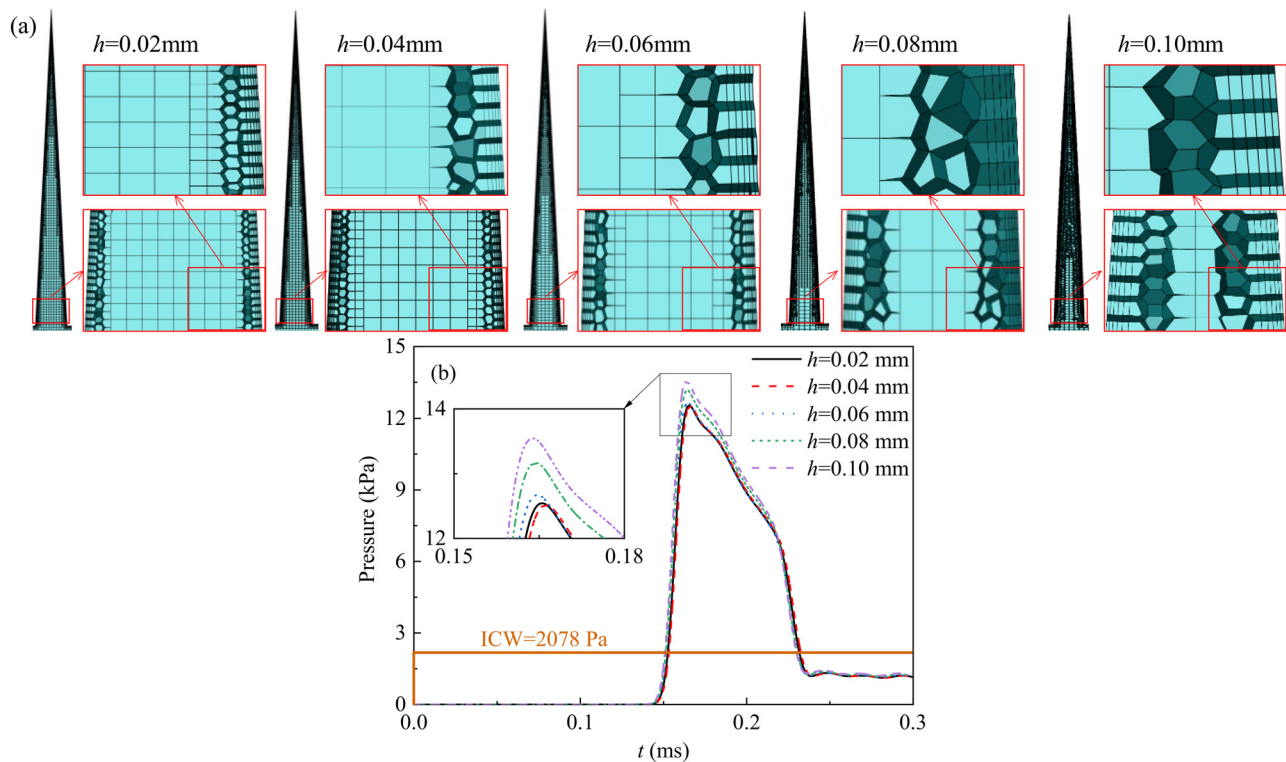 (a)
h=0.02mm
h=0.04mm
h=0.06mm
h=0.08mm
h=0.10mm
(b)
15
12
9
6
3
0
Pressure (kPa)
14
12
0.15
0.18
h=0.02 mm
h=0.04 mm
h=0.06 mm
h=0.08 mm
h=0.10 mm
ICW=2078 Pa
0.0
0.1
0.2
0.3
t (ms)